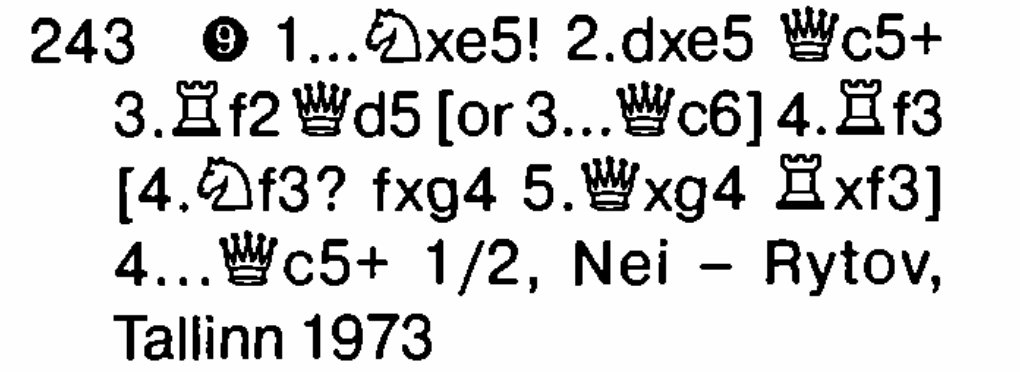 243 ❾ 1...♘xe5! 2.dxe5 ♕c5+
3.♖f2 ♕d5 [or 3...♕c6] 4.♖f3
[4.♘f3? fxg4 5.♕xg4 ♖xf3]
4...♕c5+ 1/2, Nei – Rytov,
Tallinn 1973